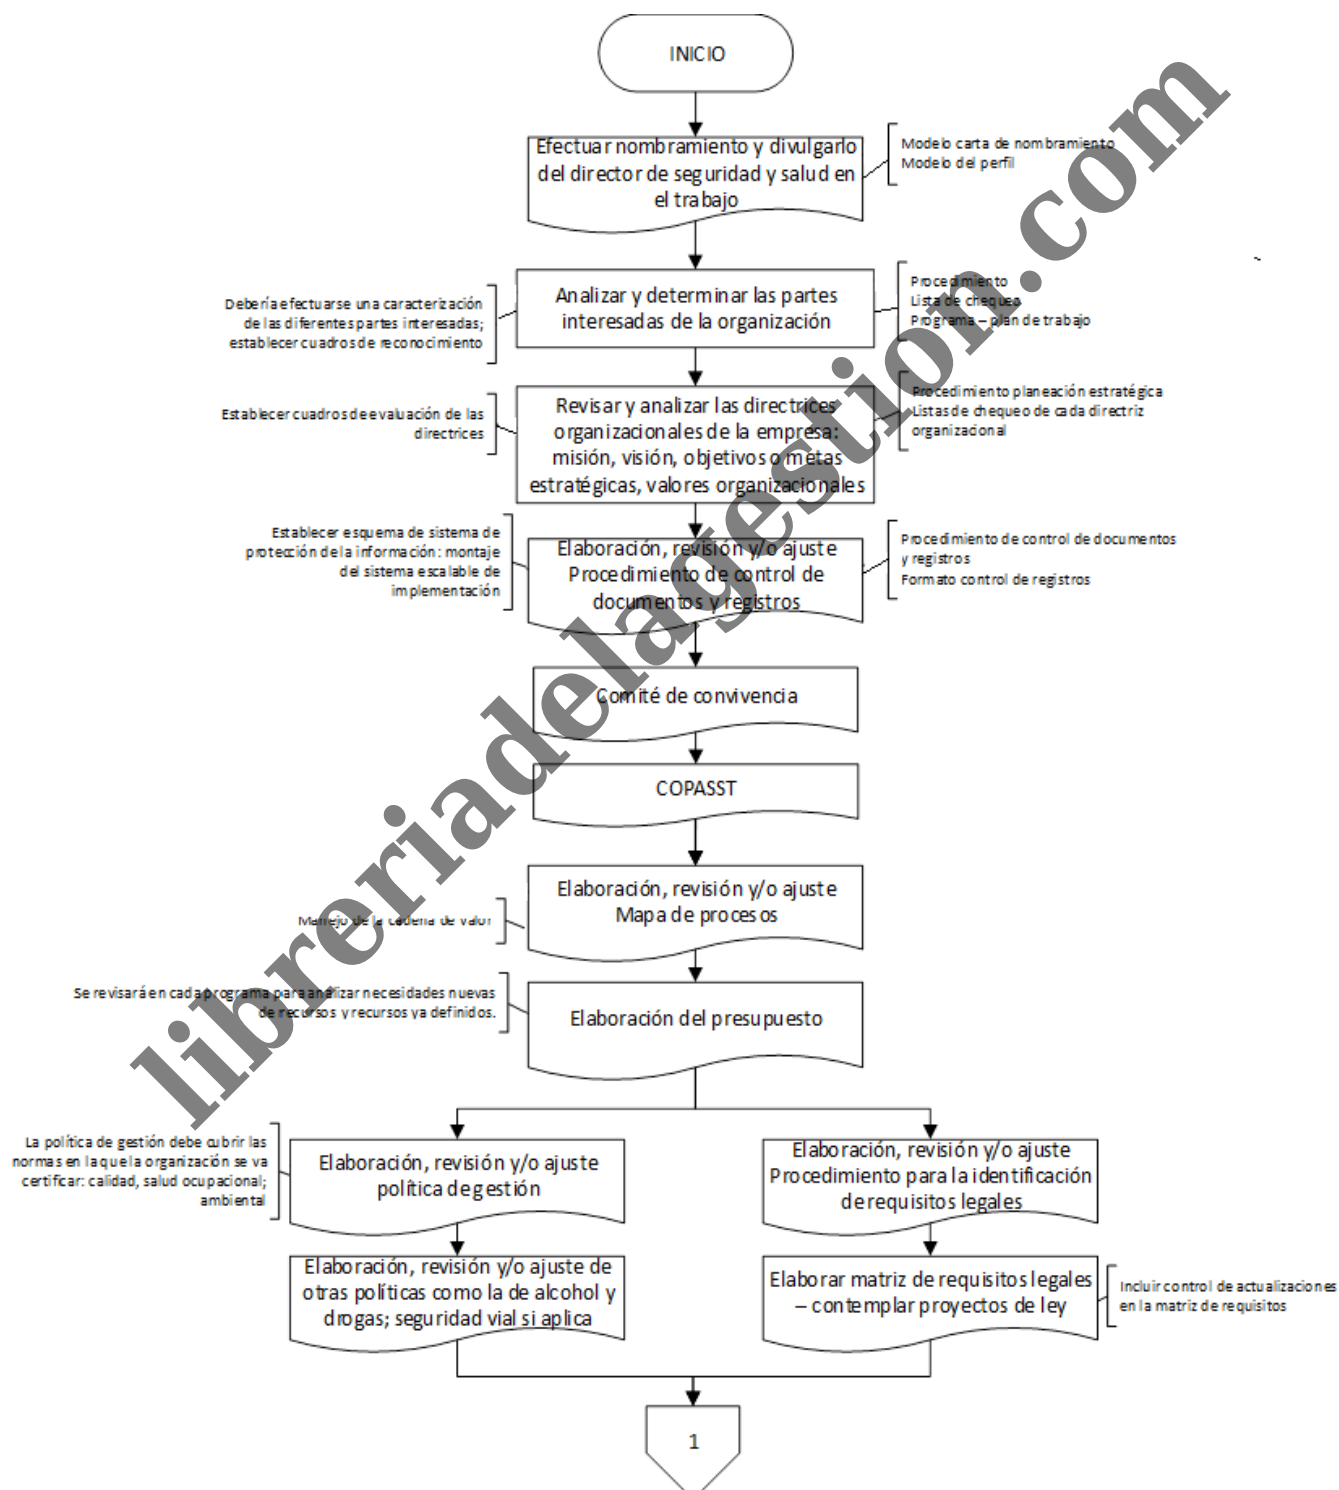 INICIO
Efectuar nombramiento y divulgarlo
del director de seguridad y salud en
el trabajo
Modelo carta de nombramiento
Modelo del perfil
Debería efectuarse una caracterización
de las diferentes partes interesadas;
establecer cuadros de reconocimiento
Analizar y determinar las partes
interesadas de la organización
Procedimiento
Lista de chequeo
Programa – plan de trabajo
Establecer cuadros de evaluación de las
directrices
Revisar y analizar las directrices
organizacionales de la empresa:
misión, visión, objetivos o metas
estratégicas, valores organizacionales
Procedimiento planeación estratégica
Listas de chequeo de cada directriz
organizacional
Establecer esquema de sistema de
protección de la información: montaje
del sistema escalable de
implementación
Elaboración, revisión y/o ajuste
Procedimiento de control de
documentos y registros
Procedimiento de control de documentos
y registros
Formato control de registros
Comité de convivencia
COPASST
Elaboración, revisión y/o ajuste
Mapa de procesos
Manejo de la cadena de valor
Se revisará en cada programa para analizar necesidades nuevas
de recursos y recursos ya definidos.
Elaboración del presupuesto
La política de gestión debe cubrir las
normas en la que la organización se va
certificar: calidad, salud ocupacional;
ambiental
Elaboración, revisión y/o ajuste
política de gestión
Elaboración, revisión y/o ajuste
Procedimiento para la identificación
de requisitos legales
Elaboración, revisión y/o ajuste de
otras políticas como la de alcohol y
drogas; seguridad vial si aplica
Elaborar matriz de requisitos legales
– contemplar proyectos de ley
Incluir control de actualizaciones
en la matriz de requisitos
1
libreriadelagestion.com